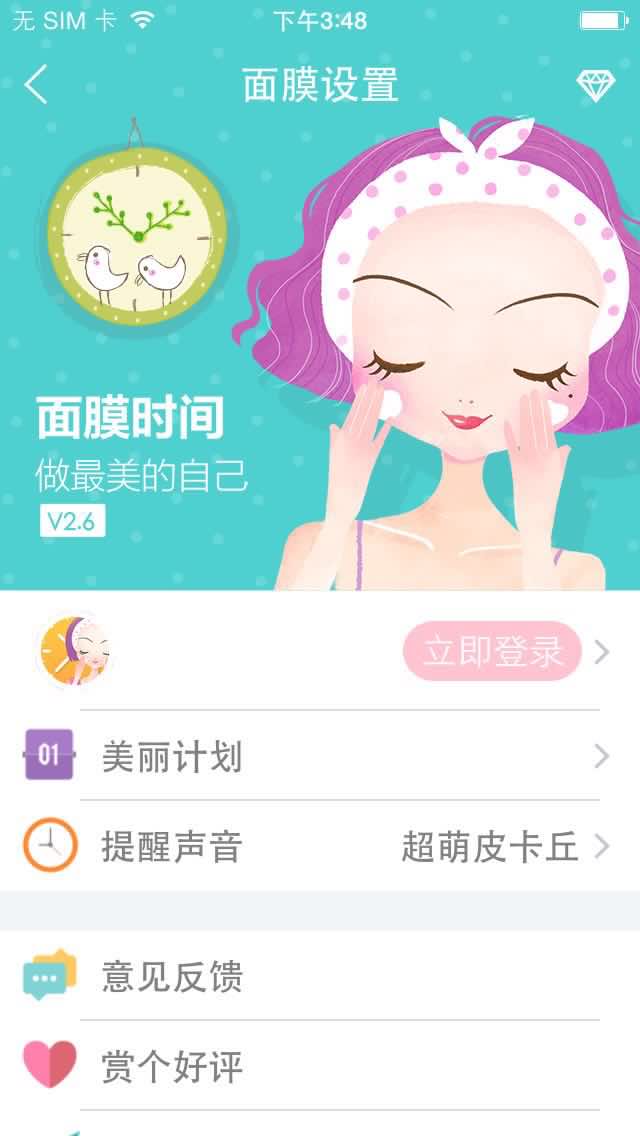 无 SIM 卡 下午3:48
面膜设置
面膜时间
做最美的自己
V2.6
立即登录
01 美丽计划
提醒声音 超萌皮卡丘
意见反馈
赏个好评